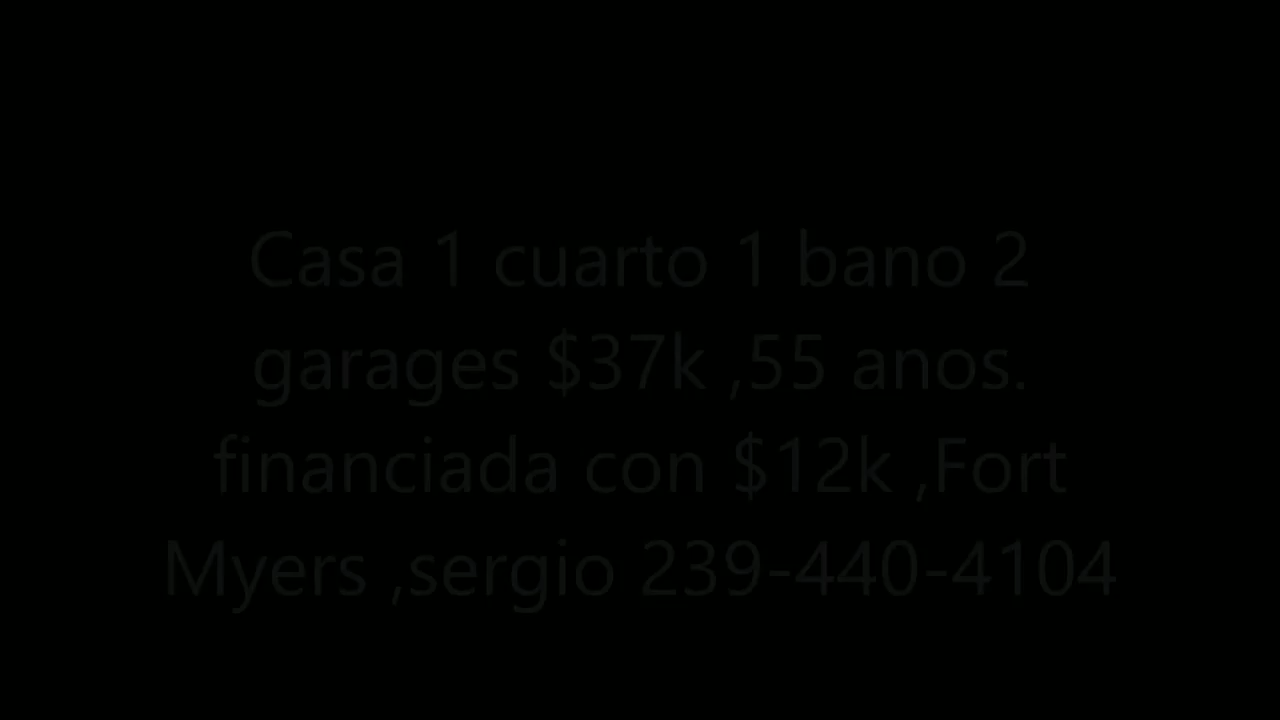 Casa 1 cuarto 1 bano 2
garages $37k ,55 anos.
financiada con $12k ,Fort
Myers ,sergio 239-440-4104